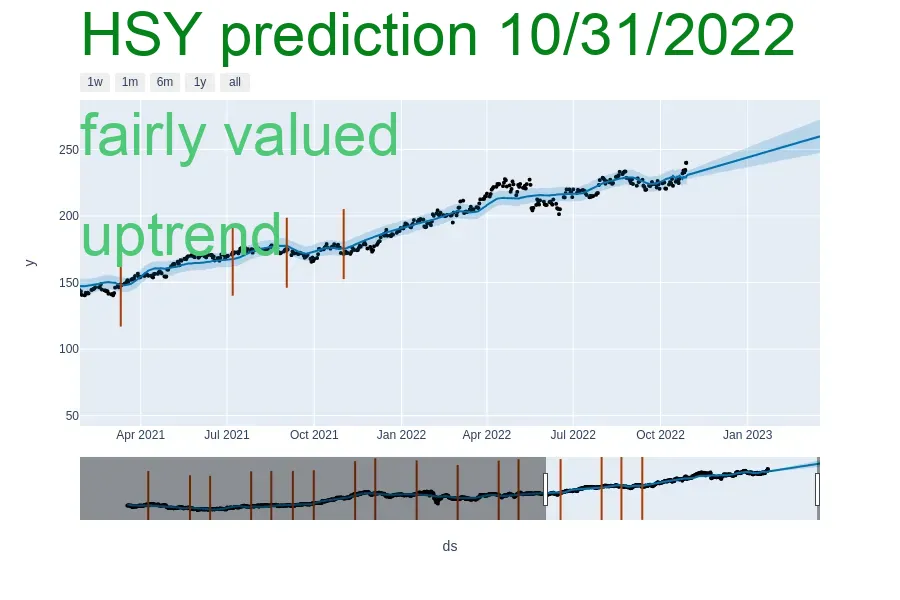 HSY prediction 10/31/2022
1w 1m 6m 1y all
fairly valued
250
200
uptrend
y
150
100
50
Apr 2021 Jul 2021 Oct 2021 Jan 2022 Apr 2022 Jul 2022 Oct 2022 Jan 2023
ds